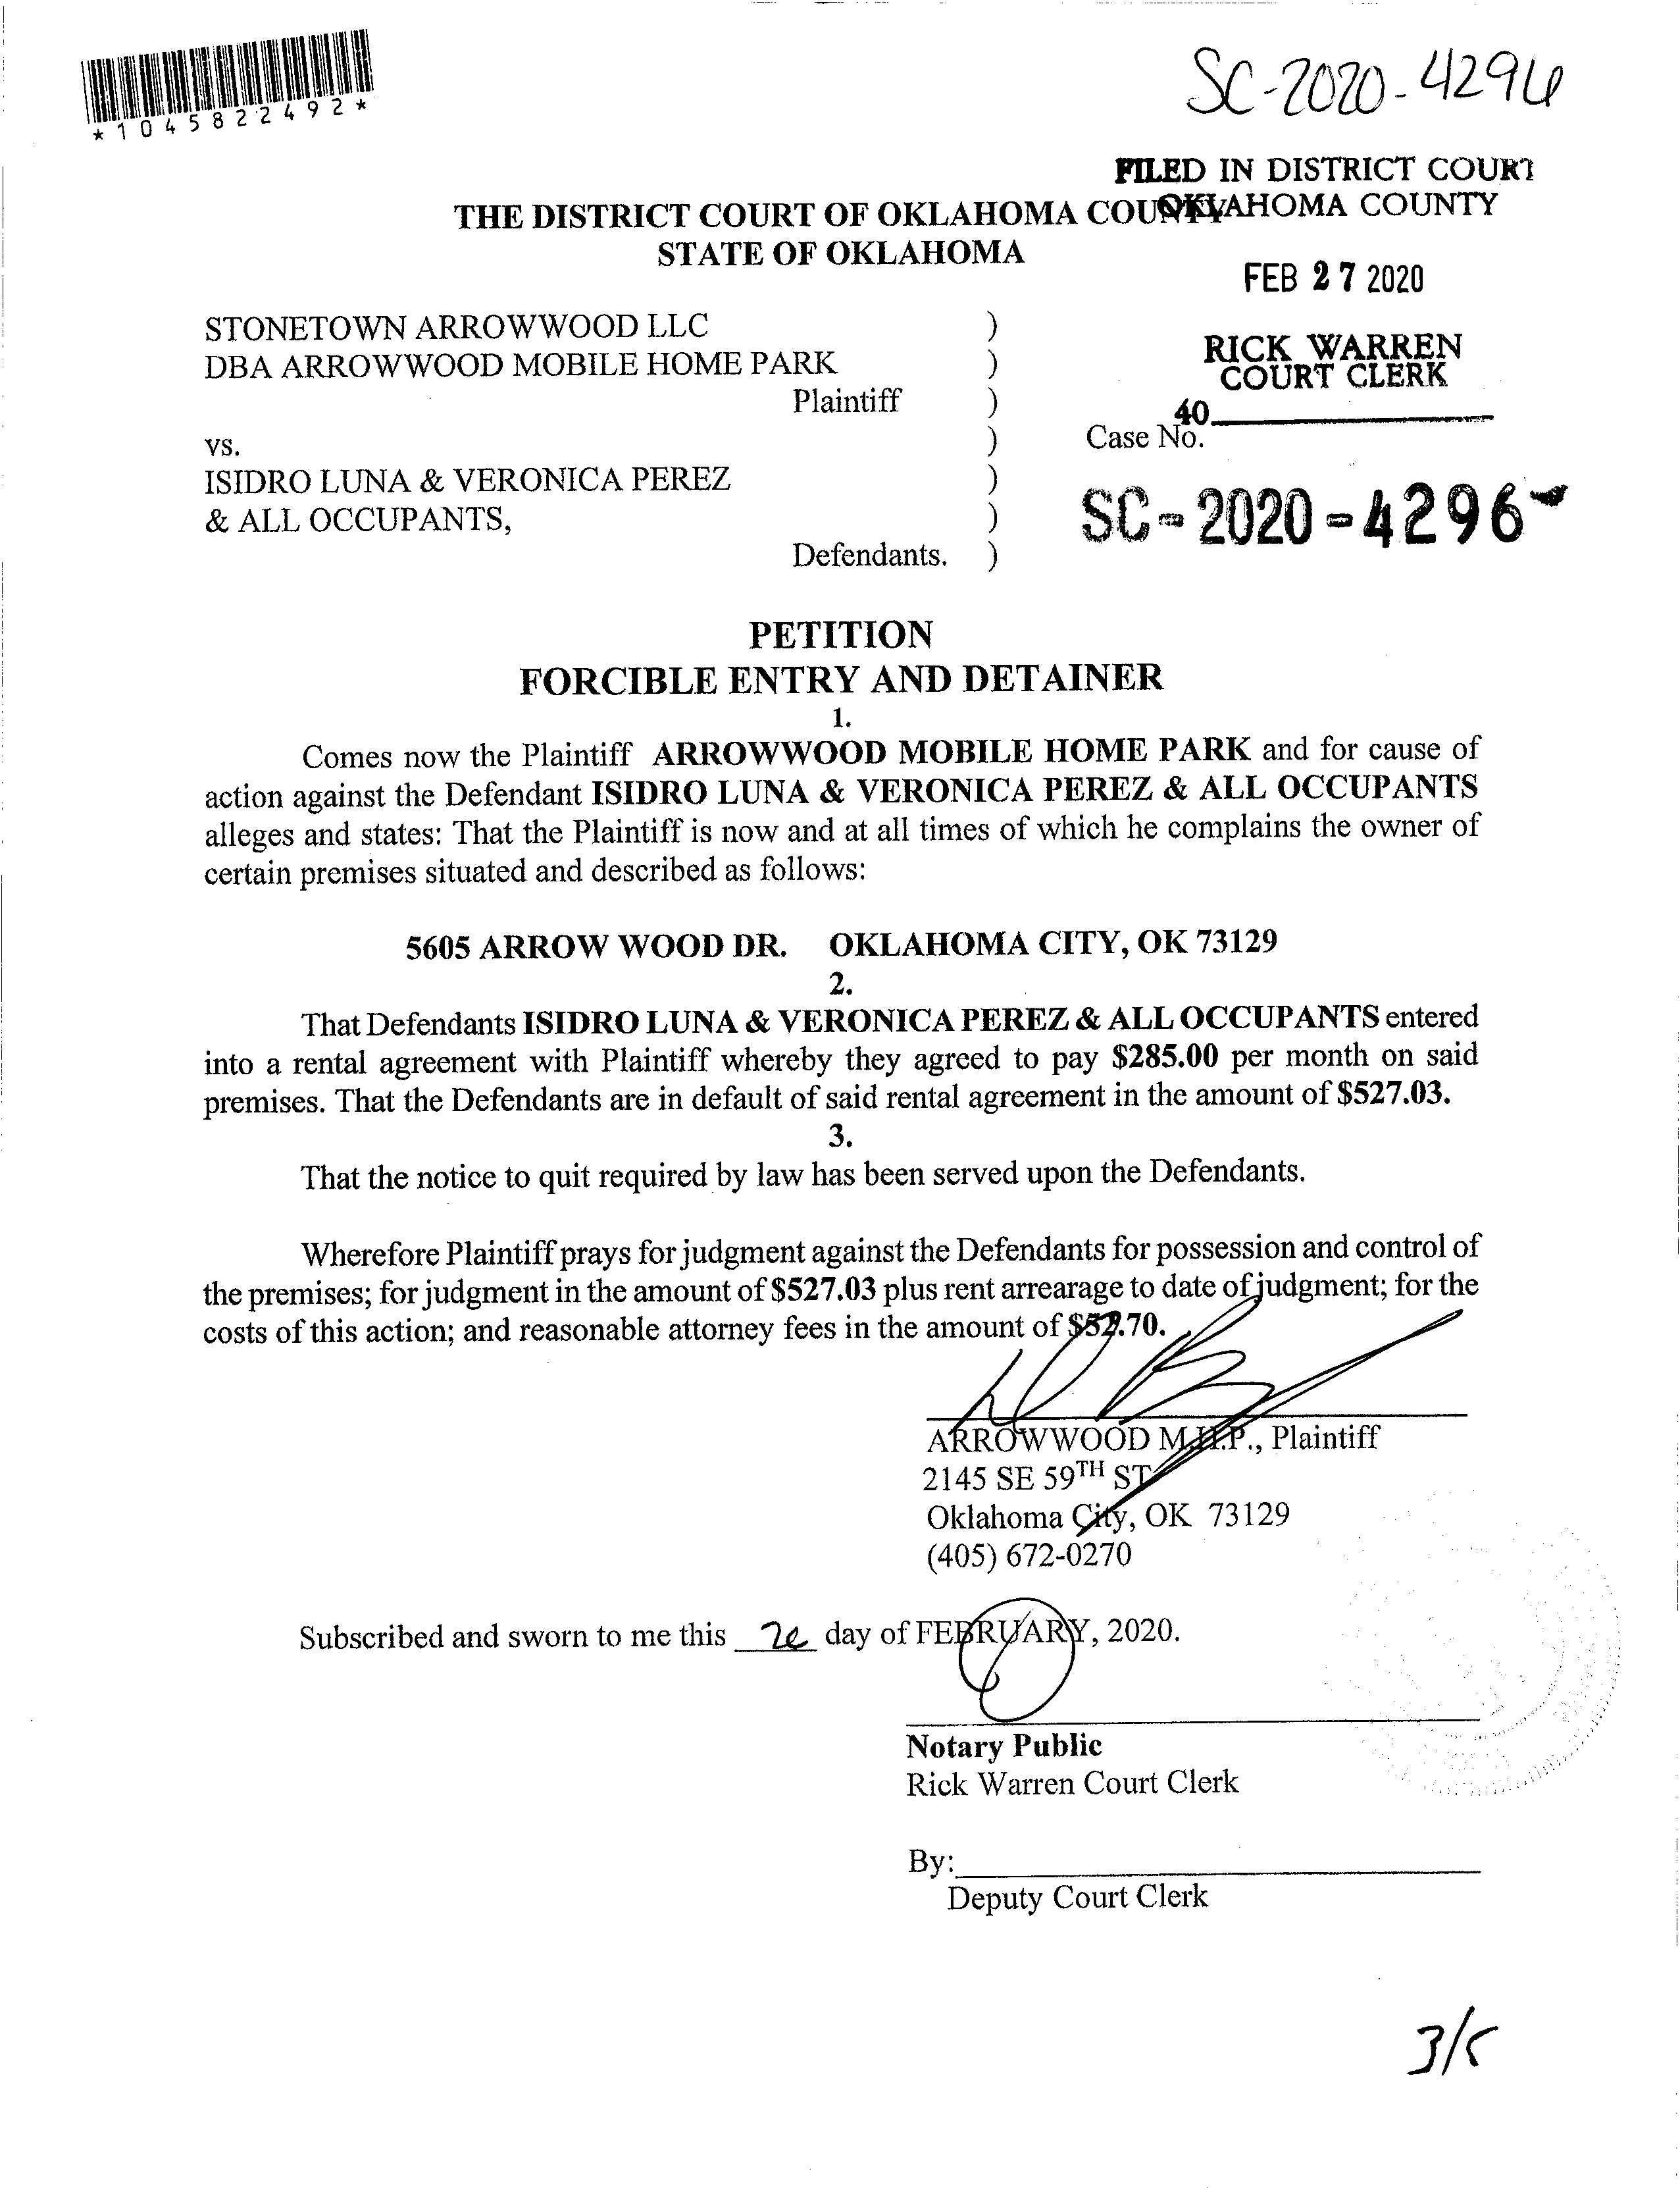 *1045822492*
SC-2020-4296
FILED IN DISTRICT COURT
OKLAHOMA COUNTY
THE DISTRICT COURT OF OKLAHOMA COUNTY
STATE OF OKLAHOMA
FEB 27 2020
STONETOWN ARROWWOOD LLC )
DBA ARROWWOOD MOBILE HOME PARK )
Plaintiff )
RICK WARREN
COURT CLERK
40
vs. )
Case No.
ISIDRO LUNA & VERONICA PEREZ )
& ALL OCCUPANTS, )
SC-2020-4296
Defendants. )
PETITION
FORCIBLE ENTRY AND DETAINER
1.
Comes now the Plaintiff ARROWWOOD MOBILE HOME PARK and for cause of
action against the Defendant ISIDRO LUNA & VERONICA PEREZ & ALL OCCUPANTS
alleges and states: That the Plaintiff is now and at all times of which he complains the owner of
certain premises situated and described as follows:
5605 ARROW WOOD DR. OKLAHOMA CITY, OK 73129
2.
That Defendants ISIDRO LUNA & VERONICA PEREZ & ALL OCCUPANTS entered
into a rental agreement with Plaintiff whereby they agreed to pay $285.00 per month on said
premises. That the Defendants are in default of said rental agreement in the amount of $527.03.
3.
That the notice to quit required by law has been served upon the Defendants.
Wherefore Plaintiff prays for judgment against the Defendants for possession and control of
the premises; for judgment in the amount of $527.03 plus rent arrearage to date of judgment; for the
costs of this action; and reasonable attorney fees in the amount of $52.70.
ARROWWOOD M.H.P., Plaintiff
2145 SE 59TH ST
Oklahoma City, OK 73129
(405) 672-0270
Subscribed and sworn to me this day of FEBRUARY, 2020.
Notary Public
Rick Warren Court Clerk
By:
Deputy Court Clerk
3/5